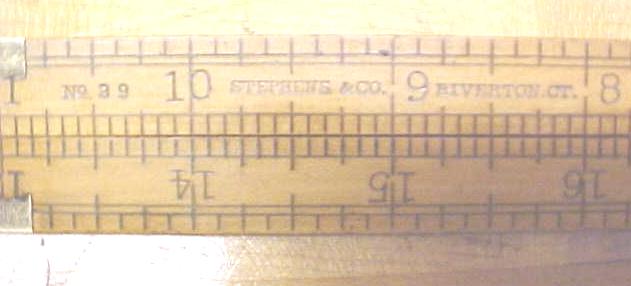 1 No. 39 10 STEPHENS & CO. 9 RIVERTON. CT. 8
14 15 16